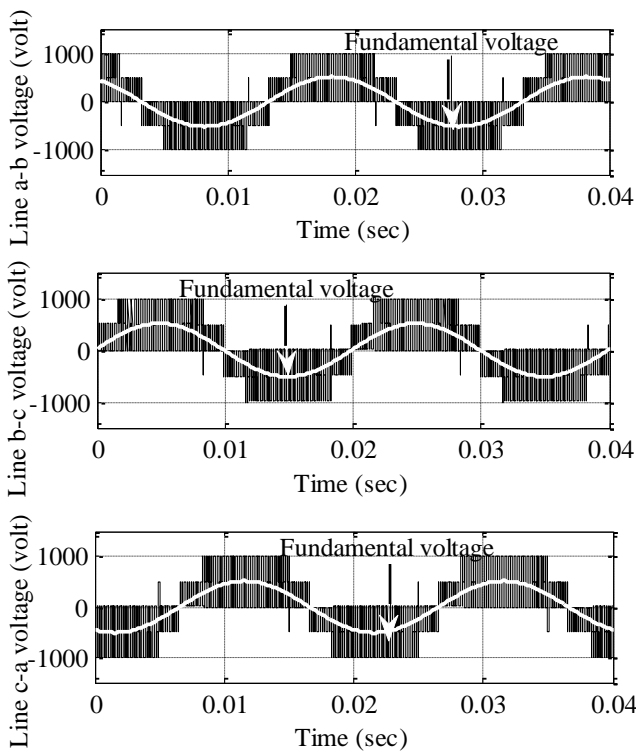 Line a-b voltage (volt)
Fundamental voltage
1000
0
-1000
0 0.01 0.02 0.03 0.04
Time (sec)
Line b-c voltage (volt)
Fundamental voltage
1000
0
-1000
0 0.01 0.02 0.03 0.04
Time (sec)
Line c-a voltage (volt)
Fundamental voltage
1000
0
-1000
0 0.01 0.02 0.03 0.04
Time (sec)